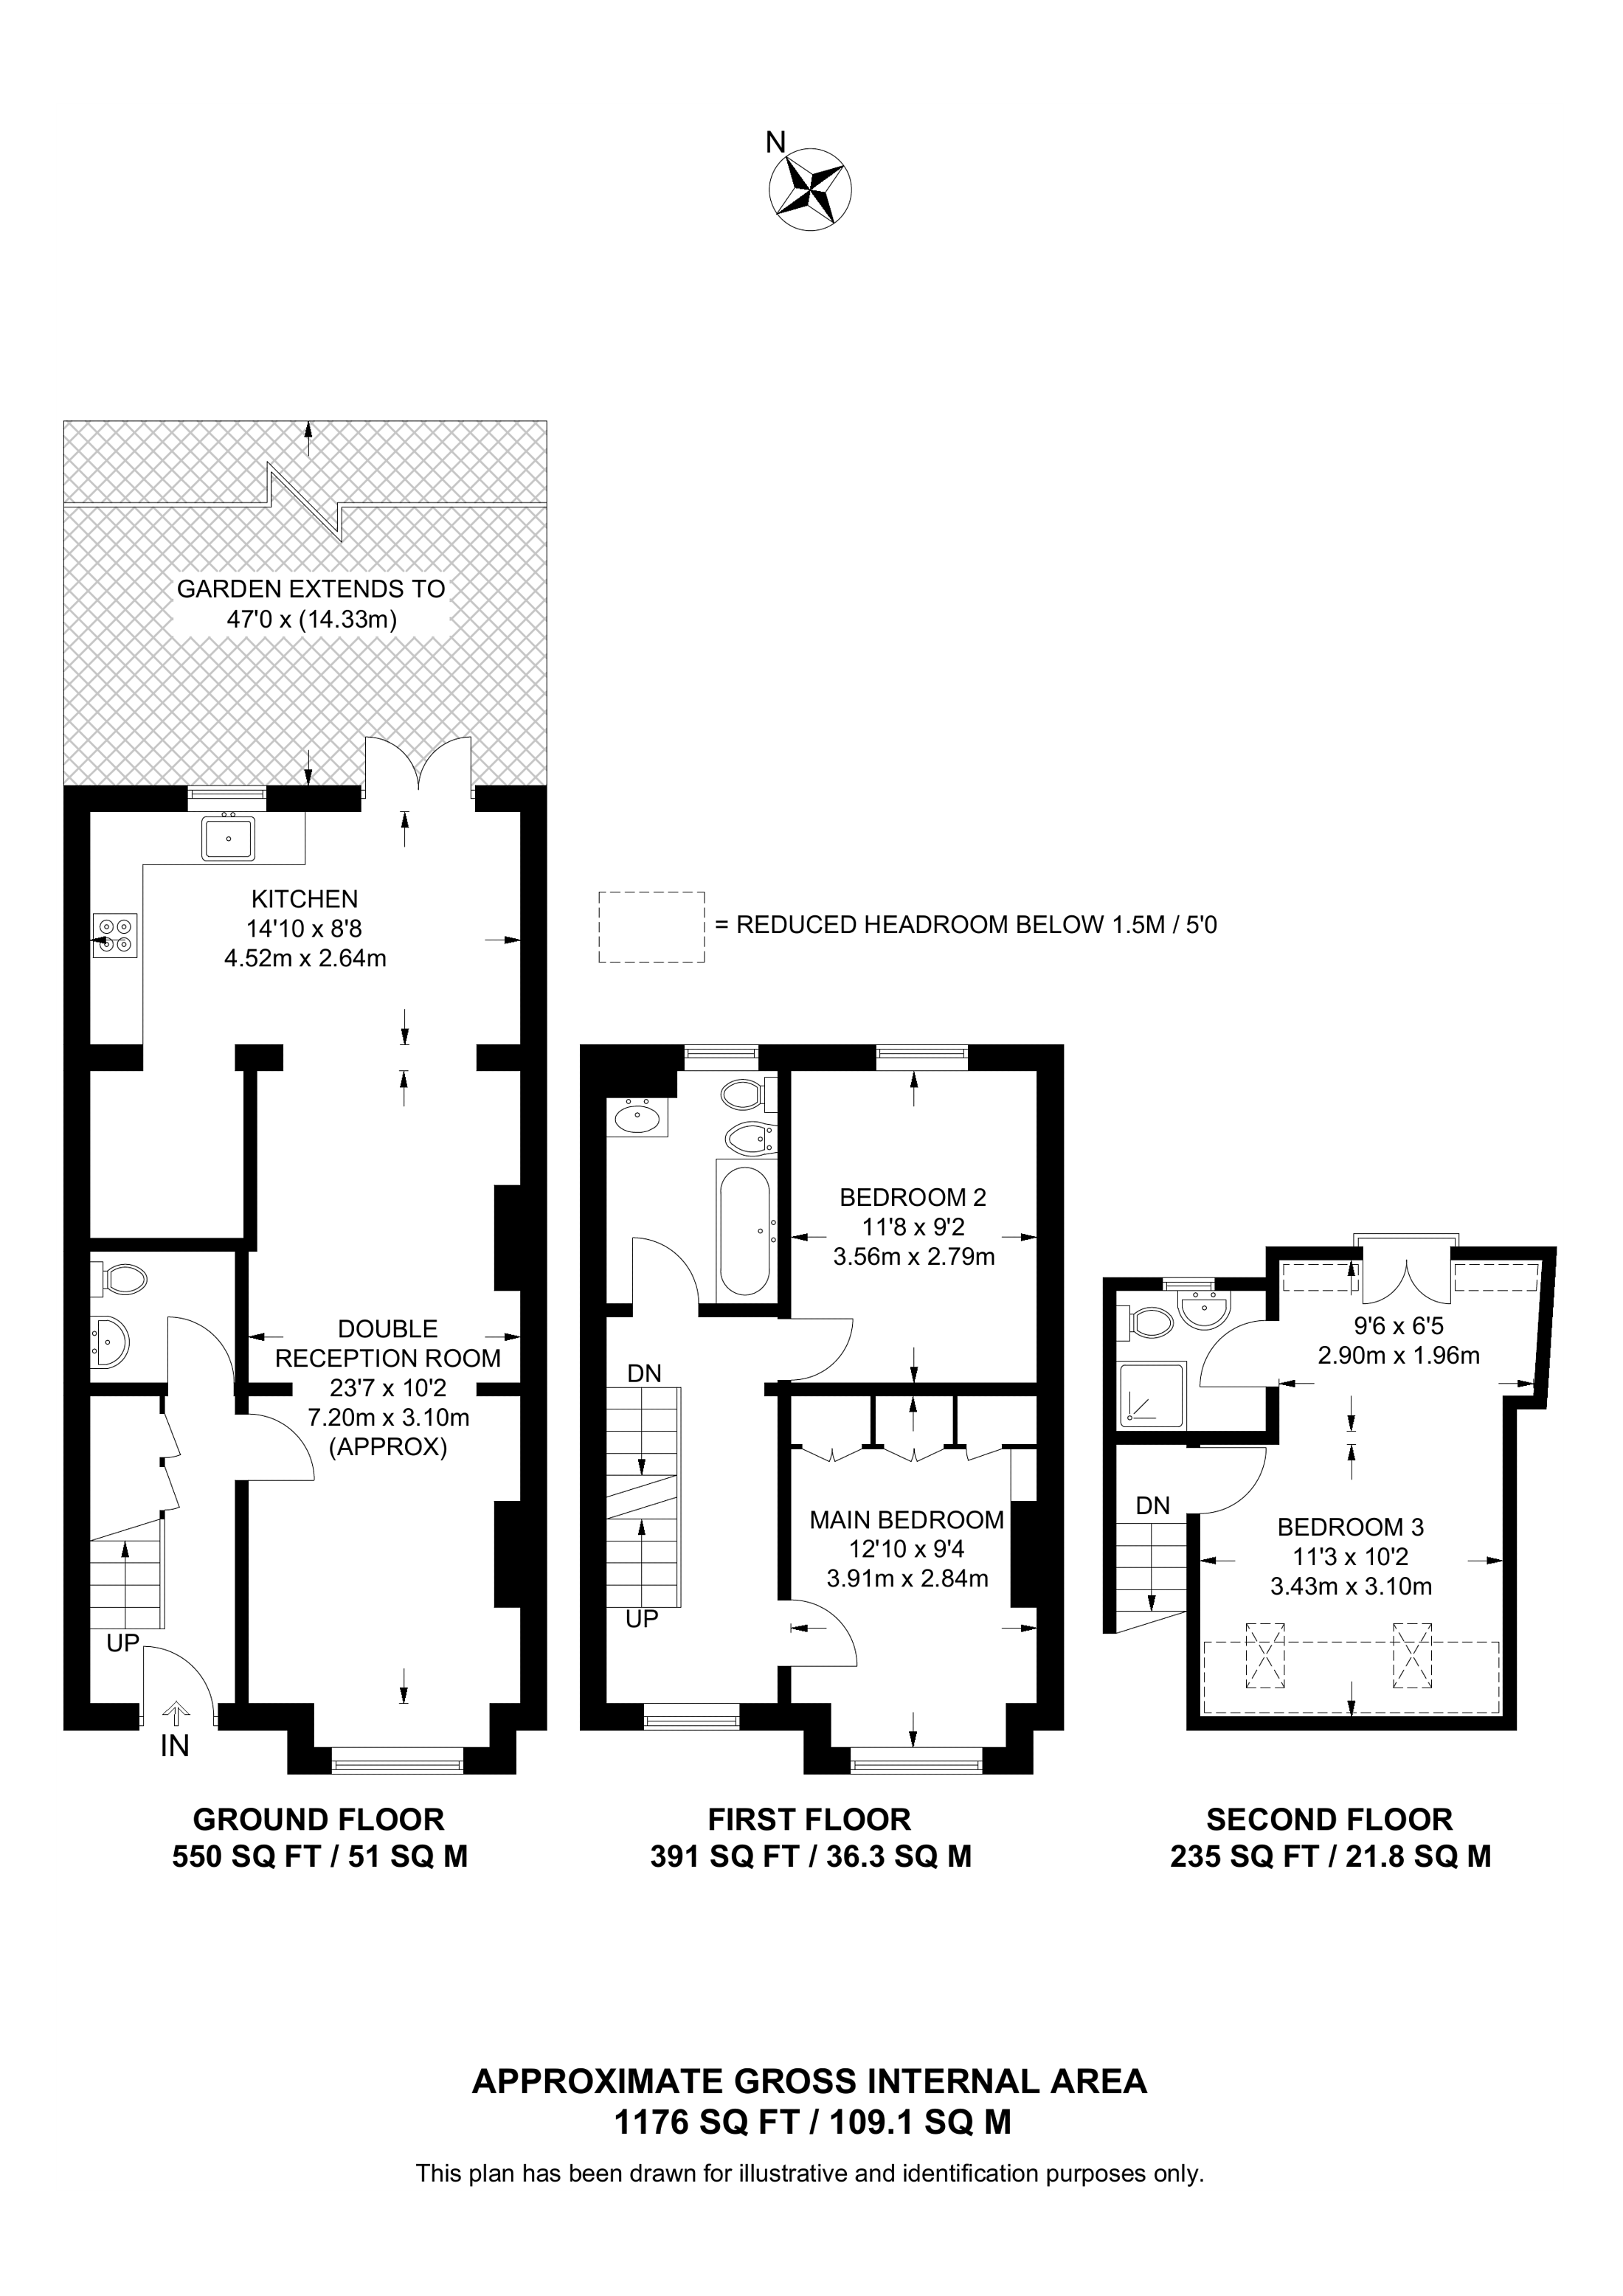 N
GARDEN EXTENDS TO
47'0 x (14.33m)
KITCHEN
14'10 x 8'8
4.52m x 2.64m
= REDUCED HEADROOM BELOW 1.5M / 5'0
DOUBLE
RECEPTION ROOM
23'7 x 10'2
7.20m x 3.10m
(APPROX)
UP
IN
BEDROOM 2
11'8 x 9'2
3.56m x 2.79m
DN
MAIN BEDROOM
12'10 x 9'4
3.91m x 2.84m
UP
9'6 x 6'5
2.90m x 1.96m
DN
BEDROOM 3
11'3 x 10'2
3.43m x 3.10m
GROUND FLOOR
550 SQ FT / 51 SQ M
FIRST FLOOR
391 SQ FT / 36.3 SQ M
SECOND FLOOR
235 SQ FT / 21.8 SQ M
APPROXIMATE GROSS INTERNAL AREA
1176 SQ FT / 109.1 SQ M
This plan has been drawn for illustrative and identification purposes only.